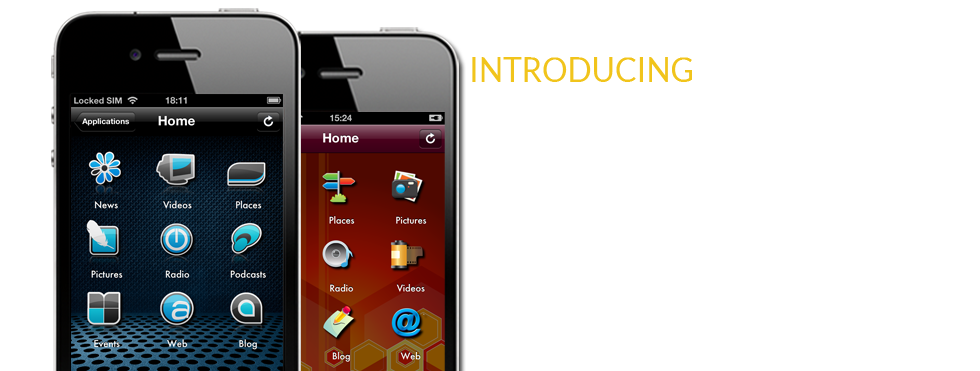 INTRODUCING
Locked SIM 18:11
Applications Home
News Videos Places
Pictures Radio Podcasts
Events Web Blog
15:24
Home
Places Pictures
Radio Videos
Blog Web